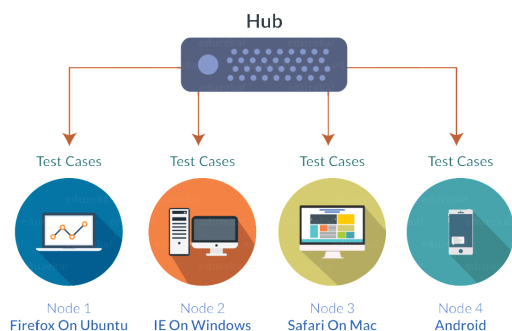 Hub
Test Cases
Test Cases
Test Cases
Test Cases
Node 1
Firefox On Ubuntu
Node 2
IE On Windows
Node 3
Safari On Mac
Node 4
Android